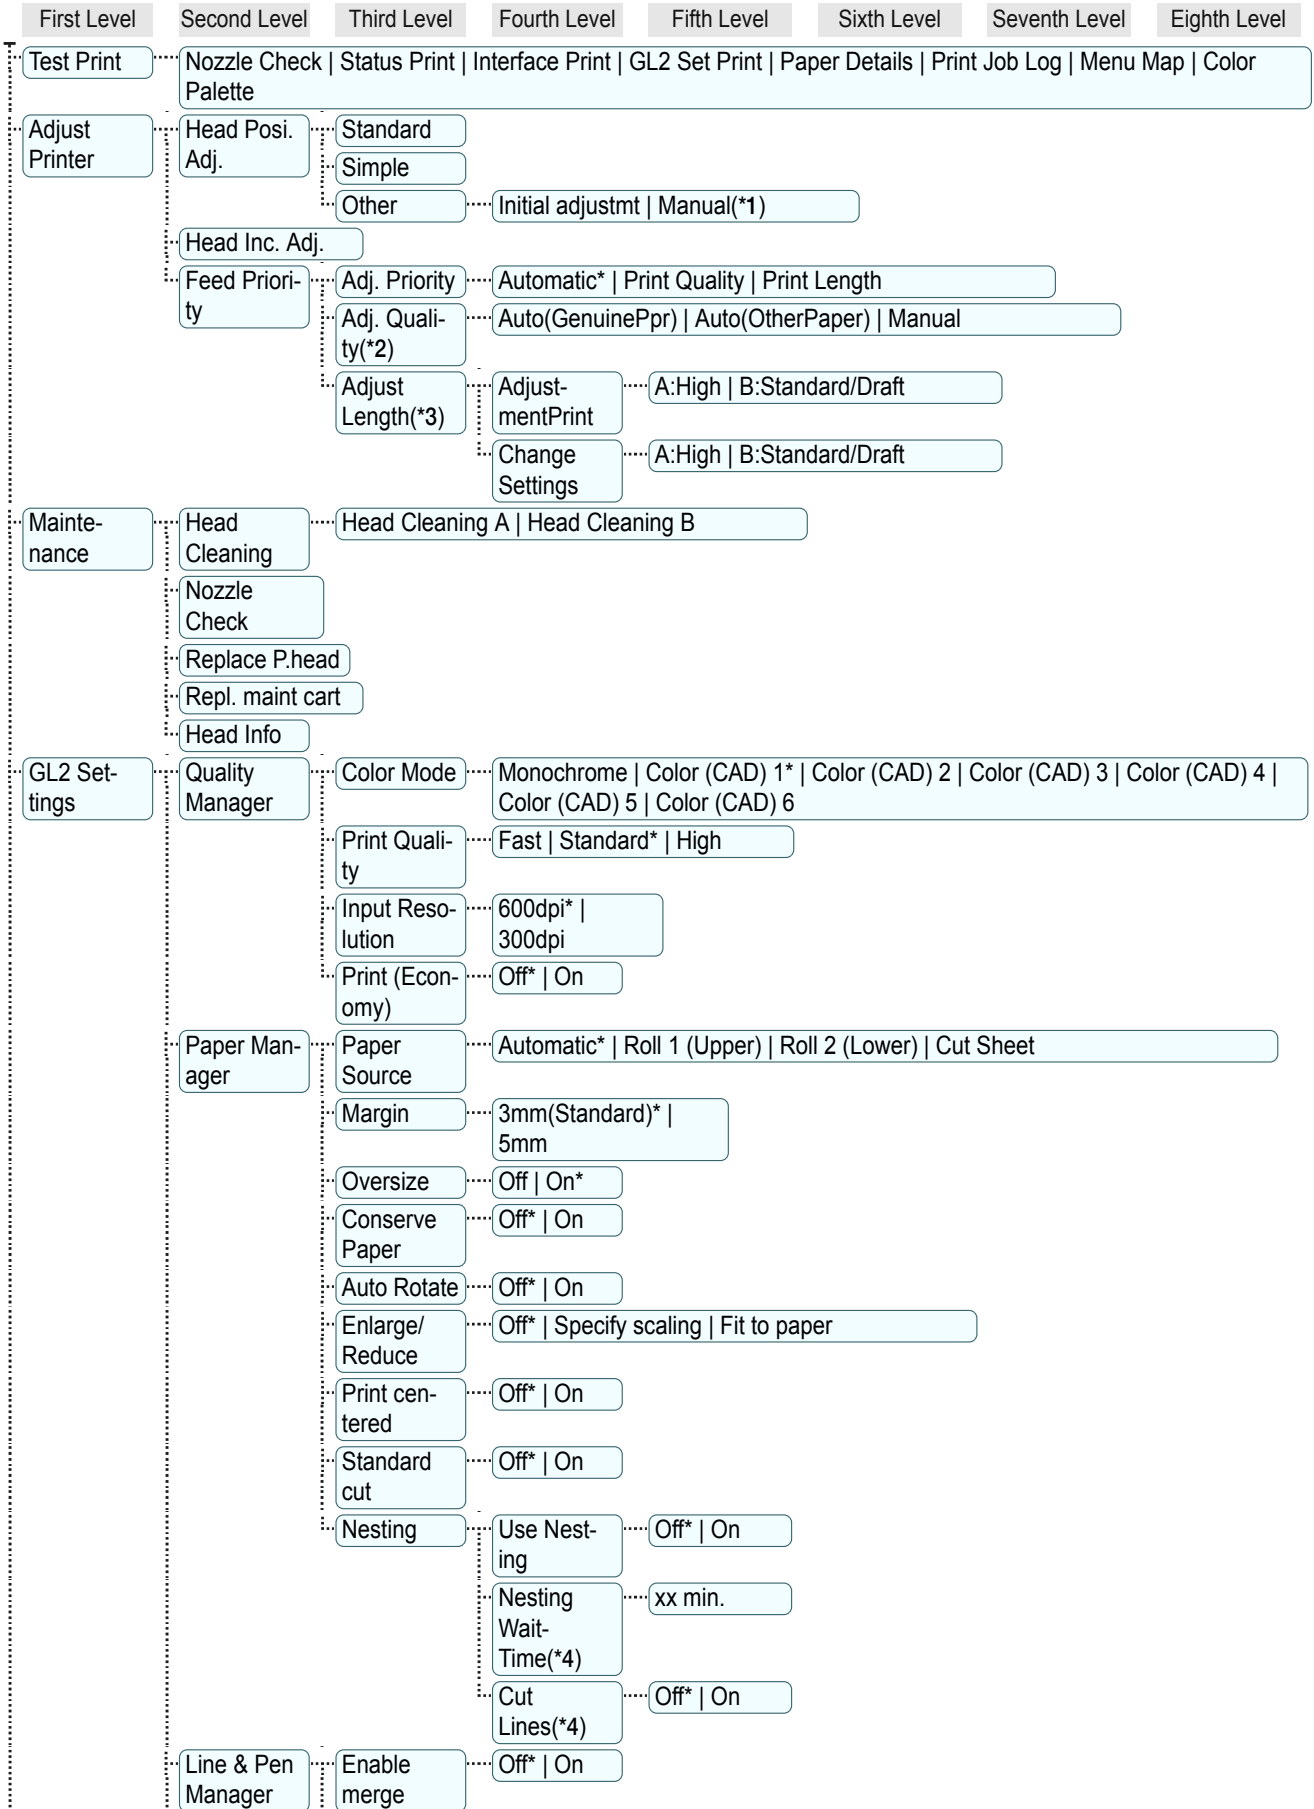 First Level Second Level Third Level Fourth Level Fifth Level Sixth Level Seventh Level Eighth Level
Test Print
Nozzle Check | Status Print | Interface Print | GL2 Set Print | Paper Details | Print Job Log | Menu Map | Color
Palette
Adjust
Printer
Head Posi.
Adj.
Standard
Simple
Other
Initial adjustmt | Manual(*1)
Head Inc. Adj.
Feed Priori-
ty
Adj. Priority
Automatic* | Print Quality | Print Length
Adj. Quali-
ty(*2)
Auto(GenuinePpr) | Auto(OtherPaper) | Manual
Adjust
Length(*3)
Adjust-
mentPrint
A:High | B:Standard/Draft
Change
Settings
A:High | B:Standard/Draft
Mainte-
nance
Head
Cleaning
Head Cleaning A | Head Cleaning B
Nozzle
Check
Replace P.head
Repl. maint cart
Head Info
GL2 Set-
tings
Quality
Manager
Color Mode
Monochrome | Color (CAD) 1* | Color (CAD) 2 | Color (CAD) 3 | Color (CAD) 4 |
Color (CAD) 5 | Color (CAD) 6
Print Quali-
ty
Fast | Standard* | High
Input Reso-
lution
600dpi* |
300dpi
Print (Econ-
omy)
Off* | On
Paper Man-
ager
Paper
Source
Automatic* | Roll 1 (Upper) | Roll 2 (Lower) | Cut Sheet
Margin
3mm(Standard)* |
5mm
Oversize
Off | On*
Conserve
Paper
Off* | On
Auto Rotate
Off* | On
Enlarge/
Reduce
Off* | Specify scaling | Fit to paper
Print cen-
tered
Off* | On
Standard
cut
Off* | On
Nesting
Use Nest-
ing
Off* | On
Nesting
Wait-
Time(*4)
xx min.
Cut
Lines(*4)
Off* | On
Line & Pen
Manager
Enable
merge
Off* | On